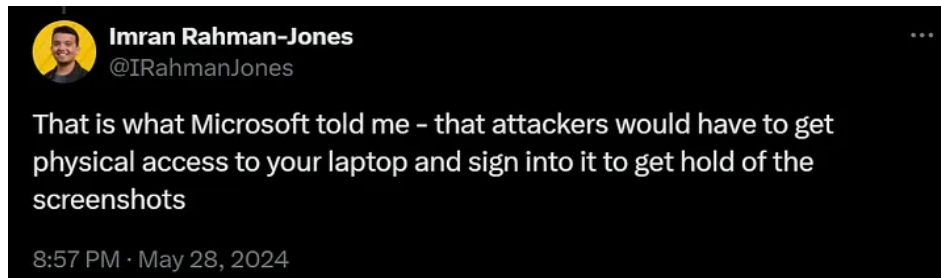 Imran Rahman-Jones
@IRahmanJones
That is what Microsoft told me - that attackers would have to get
physical access to your laptop and sign into it to get hold of the
screenshots
8:57 PM · May 28, 2024